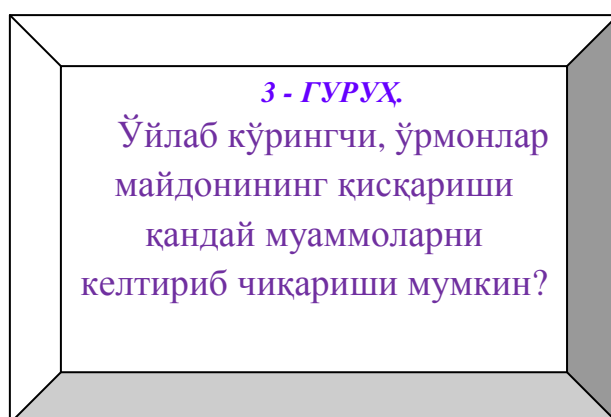 3 - ГУРУҲ.
Ўйлаб кўрингчи, ўрмонлар
майдонининг қисқариши
қандай муаммоларни
келтириб чиқариши мумкин?